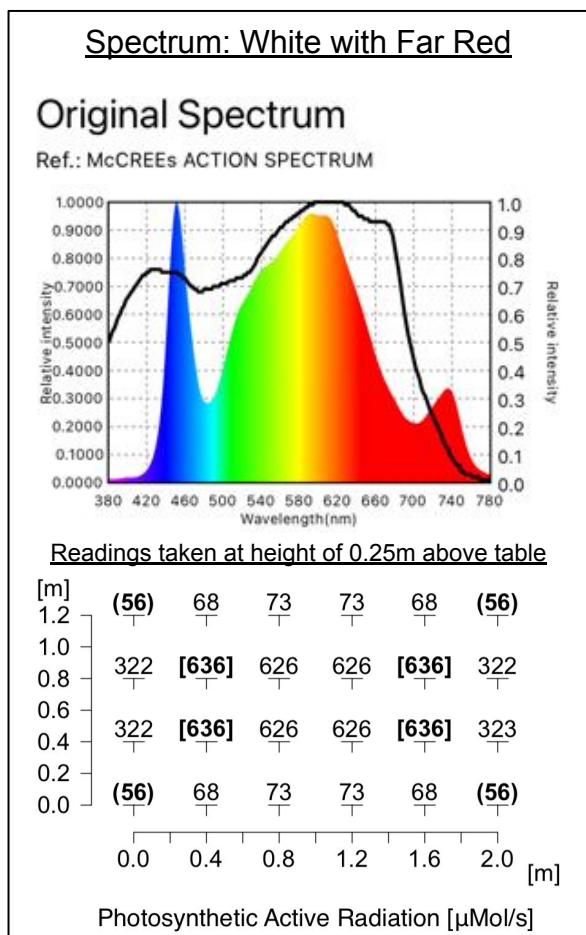 Spectrum: White with Far Red
Original Spectrum
Ref.: McCREEs ACTION SPECTRUM
1.0000 1.0
0.9000 0.9
0.8000 0.8
0.7000 0.7
0.6000 0.6
0.5000 0.5
0.4000 0.4
0.3000 0.3
0.2000 0.2
0.1000 0.1
0.0000 0.0
Relative intensity
Relative intensity
380 420 460 500 540 580 620 660 700 740 780
Wavelength(nm)
Readings taken at height of 0.25m above table
[m]
1.2 (56) 68 73 73 68 (56)
1.0
0.8 322 [636] 626 626 [636] 322
0.6
0.4 322 [636] 626 626 [636] 323
0.2
0.0 (56) 68 73 73 68 (56)
0.0 0.4 0.8 1.2 1.6 2.0 [m]
Photosynthetic Active Radiation [µMol/s]